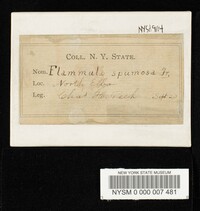 COLL. N. Y. STATE.
Nom. Flammula spumosa Fr.
Loc. North Elba
Leg.
NEW YORK STATE MUSEUM
NYSM 0 000 007 481